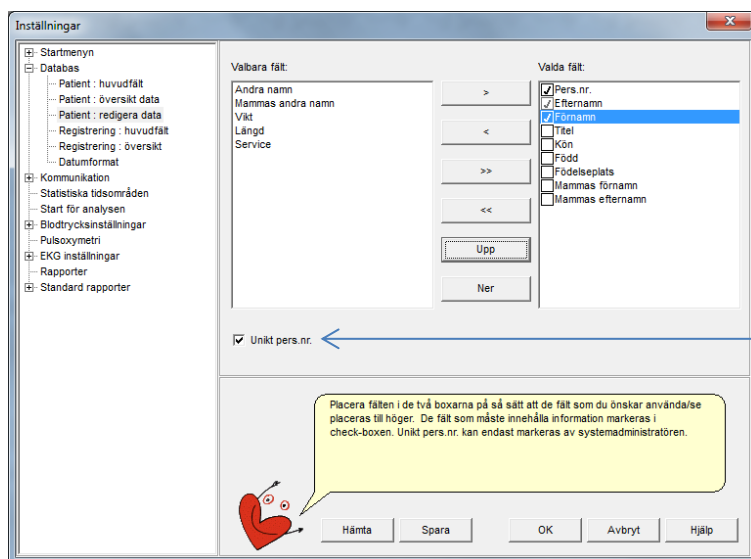 Inställningar
Startmenyn
Databas
Patient : huvudfält
Patient : översikt data
Patient : redigera data
Registrering : huvudfält
Registrering : översikt
Datumformat
Kommunikation
Statistiska tidsområden
Start för analysen
Blodtrycksinställningar
Pulsoxymetri
EKG inställningar
Rapporter
Standard rapporter
Valbara fält:
Andra namn
Mammas andra namn
Vikt
Längd
Service
>
<
>>
<<
Upp
Ner
Valda fält:
Pers.nr.
Efternamn
Förnamn
Titel
Kön
Född
Födelseplats
Mammas förnamn
Mammas efternamn
Unikt pers.nr.
Placera fälten i de två boxarna på så sätt att de fält som du önskar använda/se
placeras till höger. De fält som måste innehålla information markeras i
check-boxen. Unikt pers.nr. kan endast markeras av systemadministratören.
Hämta
Spara
OK
Avbryt
Hjälp